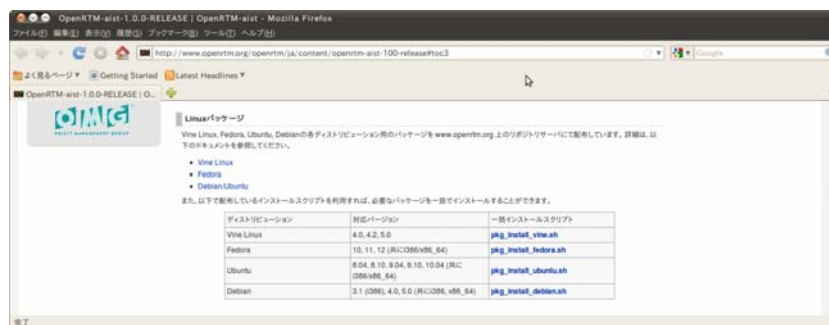 OpenRTM-aist-1.0.0-RELEASE | OpenRTM-aist - Mozilla Firefox
ファイル(F) 編集(E) 表示(V) 履歴(S) ブックマーク(B) ツール(T) ヘルプ(H)
http://www.openrtm.org/openrtm/ja/content/openrtm-aist-100-release#toc3
Google
よく見るページ Getting Started Latest Headlines
OpenRTM-aist-1.0.0-RELEASE | O...
OMG
OBJECT MANAGEMENT GROUP
Linuxパッケージ
Vine Linux, Fedora, Ubuntu, Debianの各ディストリビューション用のパッケージを www.openrtm.org 上のリポジトリサーバにて配布しています。詳細は、以
下のドキュメントを参照してください。
Vine Linux
Fedora
Debian/Ubuntu
また、以下で配布しているインストールスクリプトを利用すれば、必要なパッケージを一括でインストールすることができます。
ディストリビューション 対応バージョン 一括インストールスクリプト
Vine Linux 4.0, 4.2, 5.0 pkg_install_vine.sh
Fedora 10, 11, 12 (共にi386/x86_64) pkg_install_fedora.sh
Ubuntu 8.04, 8.10, 9.04, 9.10, 10.04 (共に
i386/x86_64) pkg_install_ubuntu.sh
Debian 3.1 (i386), 4.0, 5.0 (共にi386, x86_64) pkg_install_debian.sh
完了